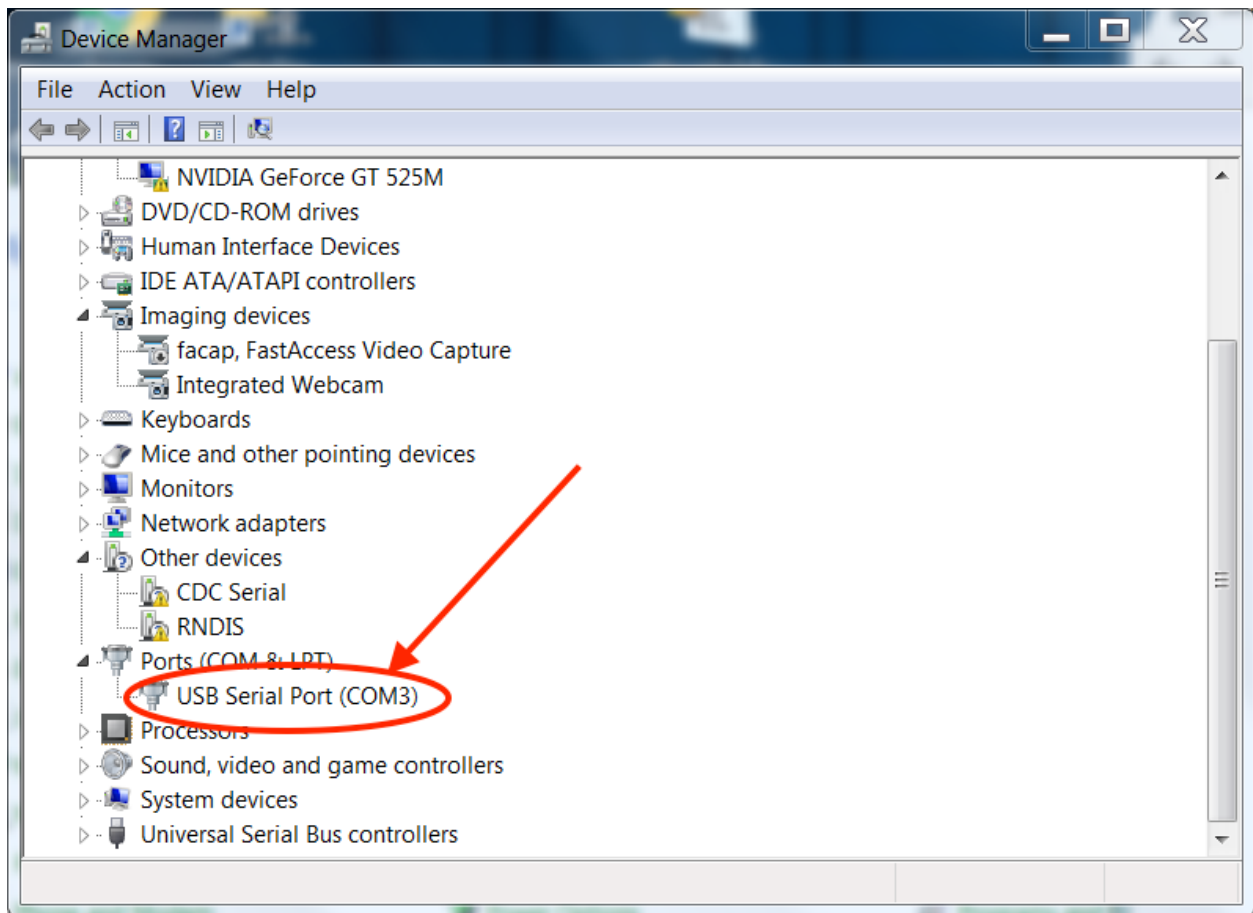 Device Manager
File Action View Help
NVIDIA GeForce GT 525M
DVD/CD-ROM drives
Human Interface Devices
IDE ATA/ATAPI controllers
Imaging devices
facap, FastAccess Video Capture
Integrated Webcam
Keyboards
Mice and other pointing devices
Monitors
Network adapters
Other devices
CDC Serial
RNDIS
Ports (COM & LPT)
USB Serial Port (COM3)
Processors
Sound, video and game controllers
System devices
Universal Serial Bus controllers